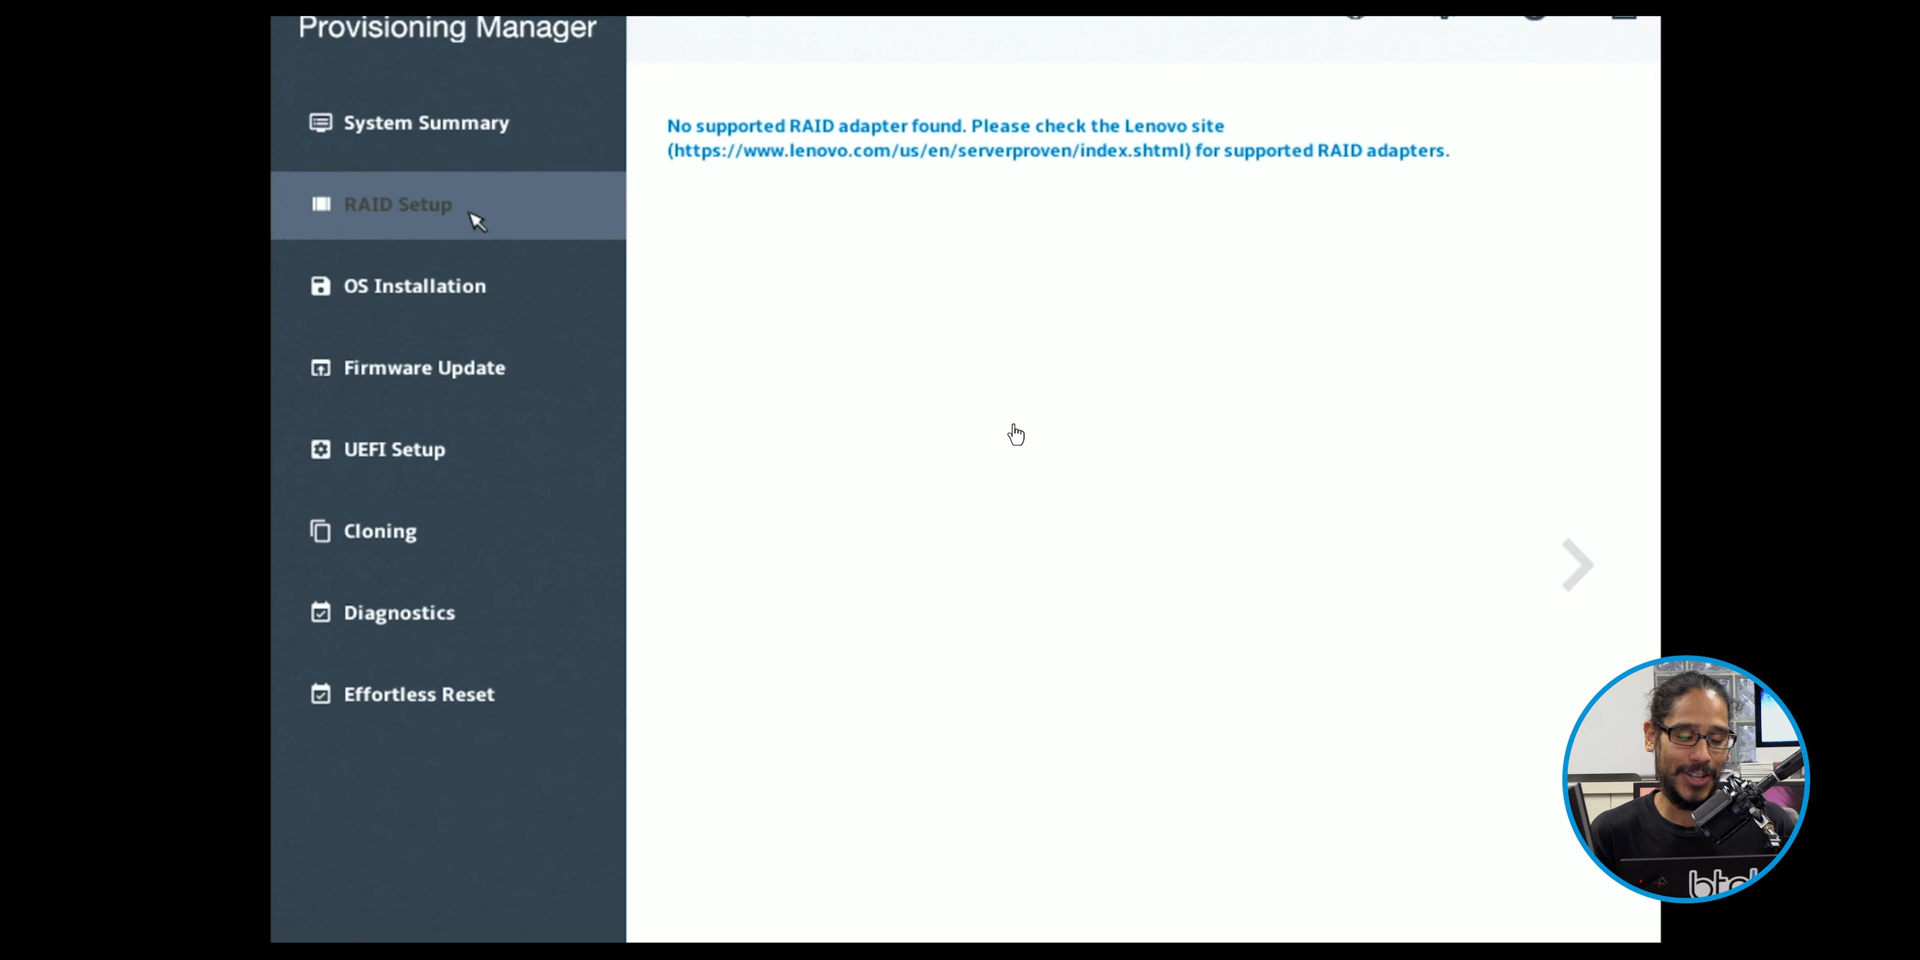 Provisioning Manager
System Summary
No supported RAID adapter found. Please check the Lenovo site
(https://www.lenovo.com/us/en/serverproven/index.shtml) for supported RAID adapters.
RAID Setup
OS Installation
Firmware Update
UEFI Setup
Cloning
Diagnostics
Effortless Reset